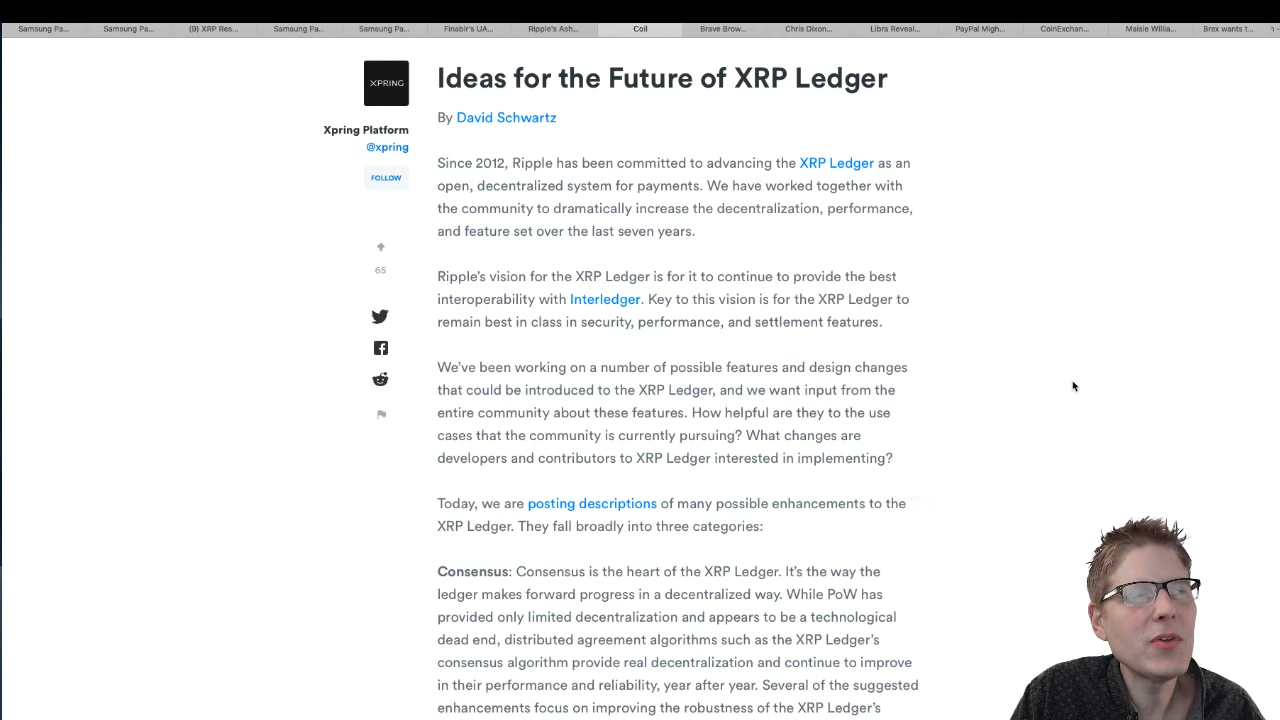 Samsung Pa... Samsung Pa... (9) XRP Res... Samsung Pa... Samsung Pa... Finablr's UA... Ripple's Ash... Coil Brave Brow... Chris Dixon... Libra Reveal... PayPal Migh... CoinExchan... Maisie Willia... Brex wants t...
XPRING
Xpring Platform
@xpring
FOLLOW
65
Ideas for the Future of XRP Ledger
By David Schwartz
Since 2012, Ripple has been committed to advancing the XRP Ledger as an
open, decentralized system for payments. We have worked together with
the community to dramatically increase the decentralization, performance,
and feature set over the last seven years.
Ripple's vision for the XRP Ledger is for it to continue to provide the best
interoperability with Interledger. Key to this vision is for the XRP Ledger to
remain best in class in security, performance, and settlement features.
We've been working on a number of possible features and design changes
that could be introduced to the XRP Ledger, and we want input from the
entire community about these features. How helpful are they to the use
cases that the community is currently pursuing? What changes are
developers and contributors to XRP Ledger interested in implementing?
Today, we are posting descriptions of many possible enhancements to the
XRP Ledger. They fall broadly into three categories:
Consensus: Consensus is the heart of the XRP Ledger. It's the way the
ledger makes forward progress in a decentralized way. While PoW has
provided only limited decentralization and appears to be a technological
dead end, distributed agreement algorithms such as the XRP Ledger's
consensus algorithm provide real decentralization and continue to improve
in their performance and reliability, year after year. Several of the suggested
enhancements focus on improving the robustness of the XRP Ledger's